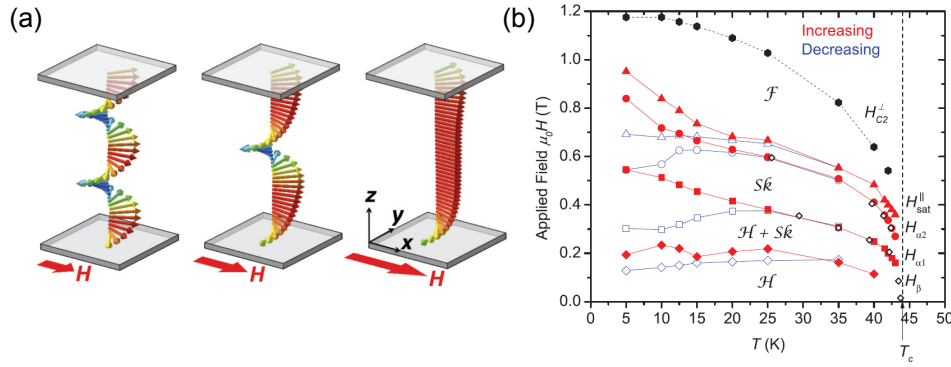 (a)
H
H
H
z
y
x
(b)
Increasing
Decreasing
Applied Field μ₀H (T)
1.2
1.0
0.8
0.6
0.4
0.2
0.0
ℱ
Sk
ℋ + Sk
ℋ
H⊥C2
H∥sat
Hα2
Hα1
Hβ
0 5 10 15 20 25 30 35 40 45 50
T (K)
Tc